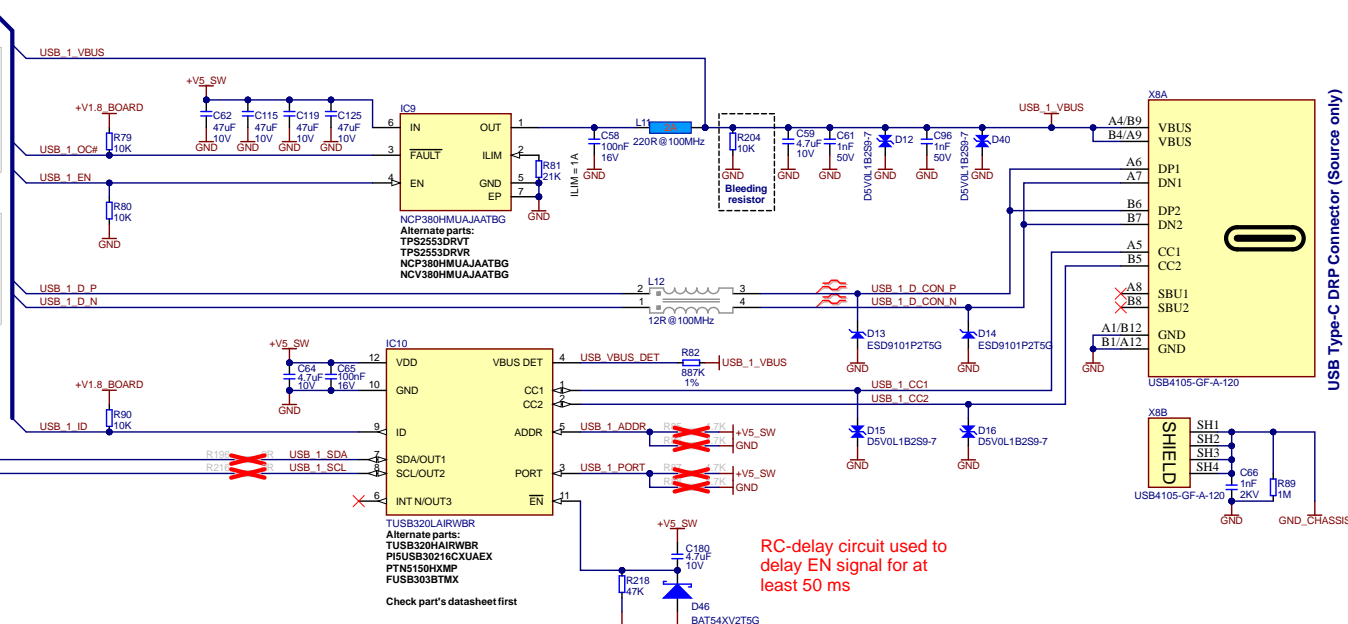 USB_1_VBUS
+V5_SW
+V1.8_BOARD
C62
47uF
10V
C115
47uF
10V
C119
47uF
10V
C125
47uF
10V
GND
GND
GND
GND
R79
10K
USB_1_OC#
USB_1_EN
R80
10K
GND
IC9
6 IN
OUT 1
3 FAULT
ILIM 2
4 EN
GND 5
EP 7
R81
21K
ILIM = 1A
GND
NCP380HMUAJAATBG
Alternate parts:
TPS2553DRVT
TPS2553DRVR
NCP380HMUAJAATBG
NCV380HMUAJAATBG
C58
100nF
16V
GND
L11
2A
220R@100MHz
R204
10K
GND
Bleeding
resistor
C59
4.7uF
10V
GND
C61
1nF
50V
GND
D12
D5V0L1B2S9-7
GND
C96
1nF
50V
GND
D40
D5V0L1B2S9-7
GND
USB_1_VBUS
X8A
A4/B9 VBUS
B4/A9 VBUS
A6 DP1
A7 DN1
B6 DP2
B7 DN2
A5 CC1
B5 CC2
A8 SBU1
B8 SBU2
A1/B12 GND
B1/A12 GND
GND
USB4105-GF-A-120
USB Type-C DRP Connector (Source only)
USB_1_D_P
USB_1_D_N
L12
2 3
1 4
12R@100MHz
USB_1_D_CON_P
USB_1_D_CON_N
D13
ESD9101P2T5G
GND
D14
ESD9101P2T5G
GND
+V5_SW
C64
4.7uF
10V
C65
100nF
16V
GND
+V1.8_BOARD
R90
10K
USB_1_ID
USB_1_SDA
USB_1_SCL
IC10
12 VDD
VBUS DET 4
10 GND
CC1 1
CC2 2
9 ID
ADDR 5
7 SDA/OUT1
8 SCL/OUT2
PORT 3
6 INT N/OUT3
EN 11
TUSB320LAIRWBR
Alternate parts:
TUSB320HAIRWBR
PI5USB30216CXUAEX
PTN5150HXMP
FUSB303BTMX
Check part's datasheet first
USB_VBUS_DET
R82
887K
1%
USB_1_VBUS
USB_1_CC1
USB_1_CC2
USB_1_ADDR
+V5_SW
GND
USB_1_PORT
+V5_SW
GND
D15
D5V0L1B2S9-7
GND
D16
D5V0L1B2S9-7
GND
+V5_SW
C180
4.7uF
10V
R218
47K
D46
BAT54XV2T5G
RC-delay circuit used to
delay EN signal for at
least 50 ms
X8B
SHIELD
SH1
SH2
SH3
SH4
USB4105-GF-A-120
C66
1nF
2KV
R89
1M
GND
GND_CHASSIS